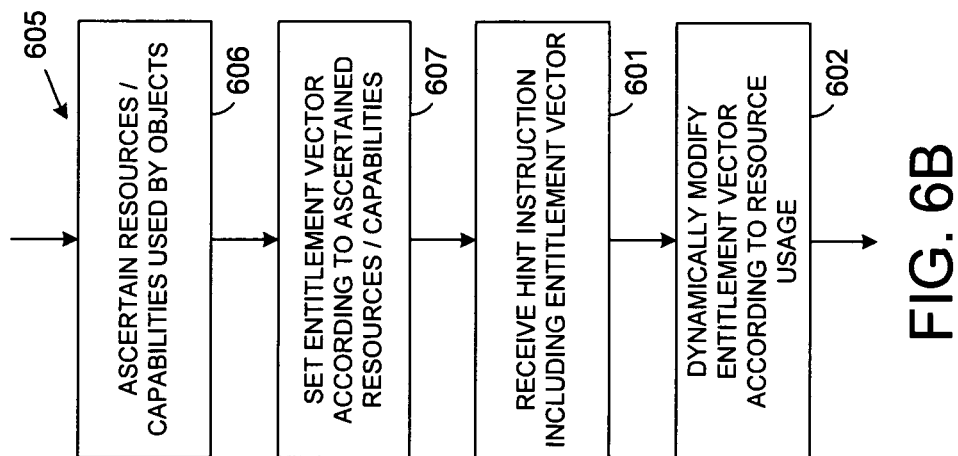 605
ASCERTAIN RESOURCES /
CAPABILITIES USED BY OBJECTS
606
SET ENTITLEMENT VECTOR
ACCORDING TO ASCERTAINED
RESOURCES / CAPABILITIES
607
RECEIVE HINT INSTRUCTION
INCLUDING ENTITLEMENT VECTOR
601
DYNAMICALLY MODIFY
ENTITLEMENT VECTOR
ACCORDING TO RESOURCE
USAGE
602
FIG. 6B